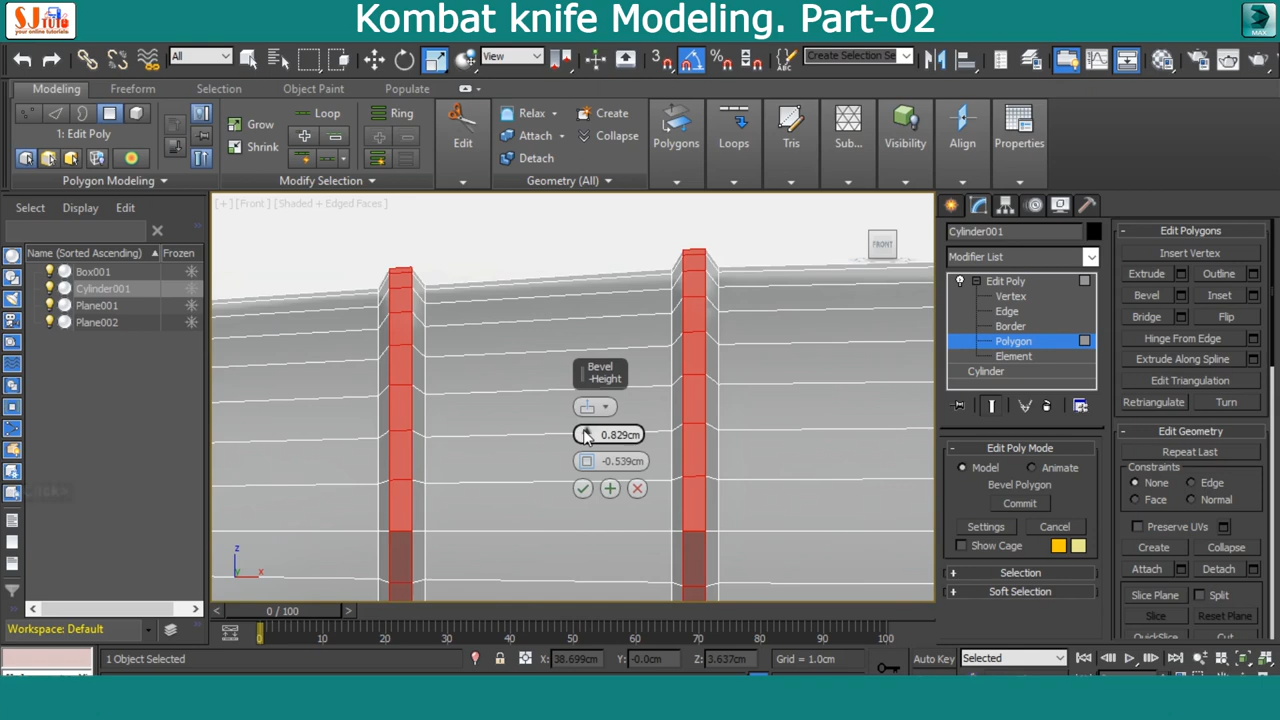 SJ TUTO
your online tutorials
Kombat knife Modeling. Part-02
MAX
All
View
3
Create Selection Se
Modeling
Freeform
Selection
Object Paint
Populate
1: Edit Poly
Polygon Modeling
Grow
Shrink
Loop
Ring
Modify Selection
Edit
Relax
Create
Attach
Collapse
Detach
Geometry (All)
Polygons
Loops
Tris
Sub...
Visibility
Align
Properties
Select
Display
Edit
Name (Sorted Ascending)
Frozen
Box001
Cylinder001
Plane001
Plane002
Workspace: Default
[+] [Front ] [Shaded + Edged Faces ]
FRONT
Bevel
-Height
0.829cm
-0.539cm
z
y
x
Cylinder001
Modifier List
Edit Poly
Vertex
Edge
Border
Polygon
Element
Cylinder
Edit Poly Mode
Model
Animate
Bevel Polygon
Commit
Settings
Cancel
Show Cage
Selection
Soft Selection
Edit Polygons
Insert Vertex
Extrude
Outline
Bevel
Inset
Bridge
Flip
Hinge From Edge
Extrude Along Spline
Edit Triangulation
Retriangulate
Turn
Edit Geometry
Repeat Last
Constraints
None
Edge
Face
Normal
Preserve UVs
Create
Collapse
Attach
Detach
Slice Plane
Split
Slice
Reset Plane
QuickSlice
Cut
0 / 100
0
10
20
30
40
50
60
70
80
90
100
1 Object Selected
X: 38.699cm
Y: -0.0cm
Z: 3.637cm
Grid = 1.0cm
Auto Key
Selected